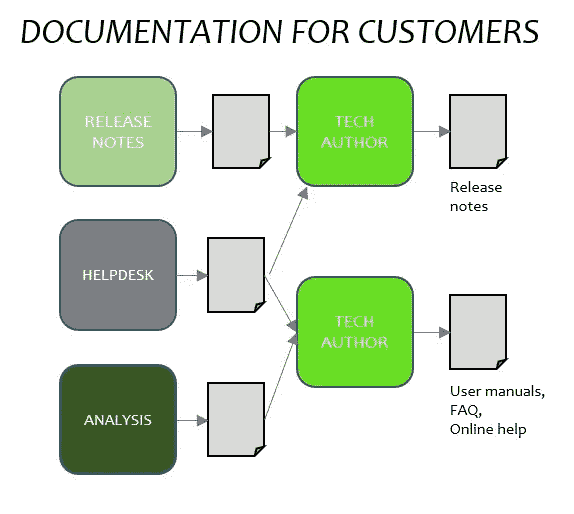 DOCUMENTATION FOR CUSTOMERS
RELEASE
NOTES
TECH
AUTHOR
Release
notes
HELPDESK
TECH
AUTHOR
User manuals,
FAQ,
Online help
ANALYSIS